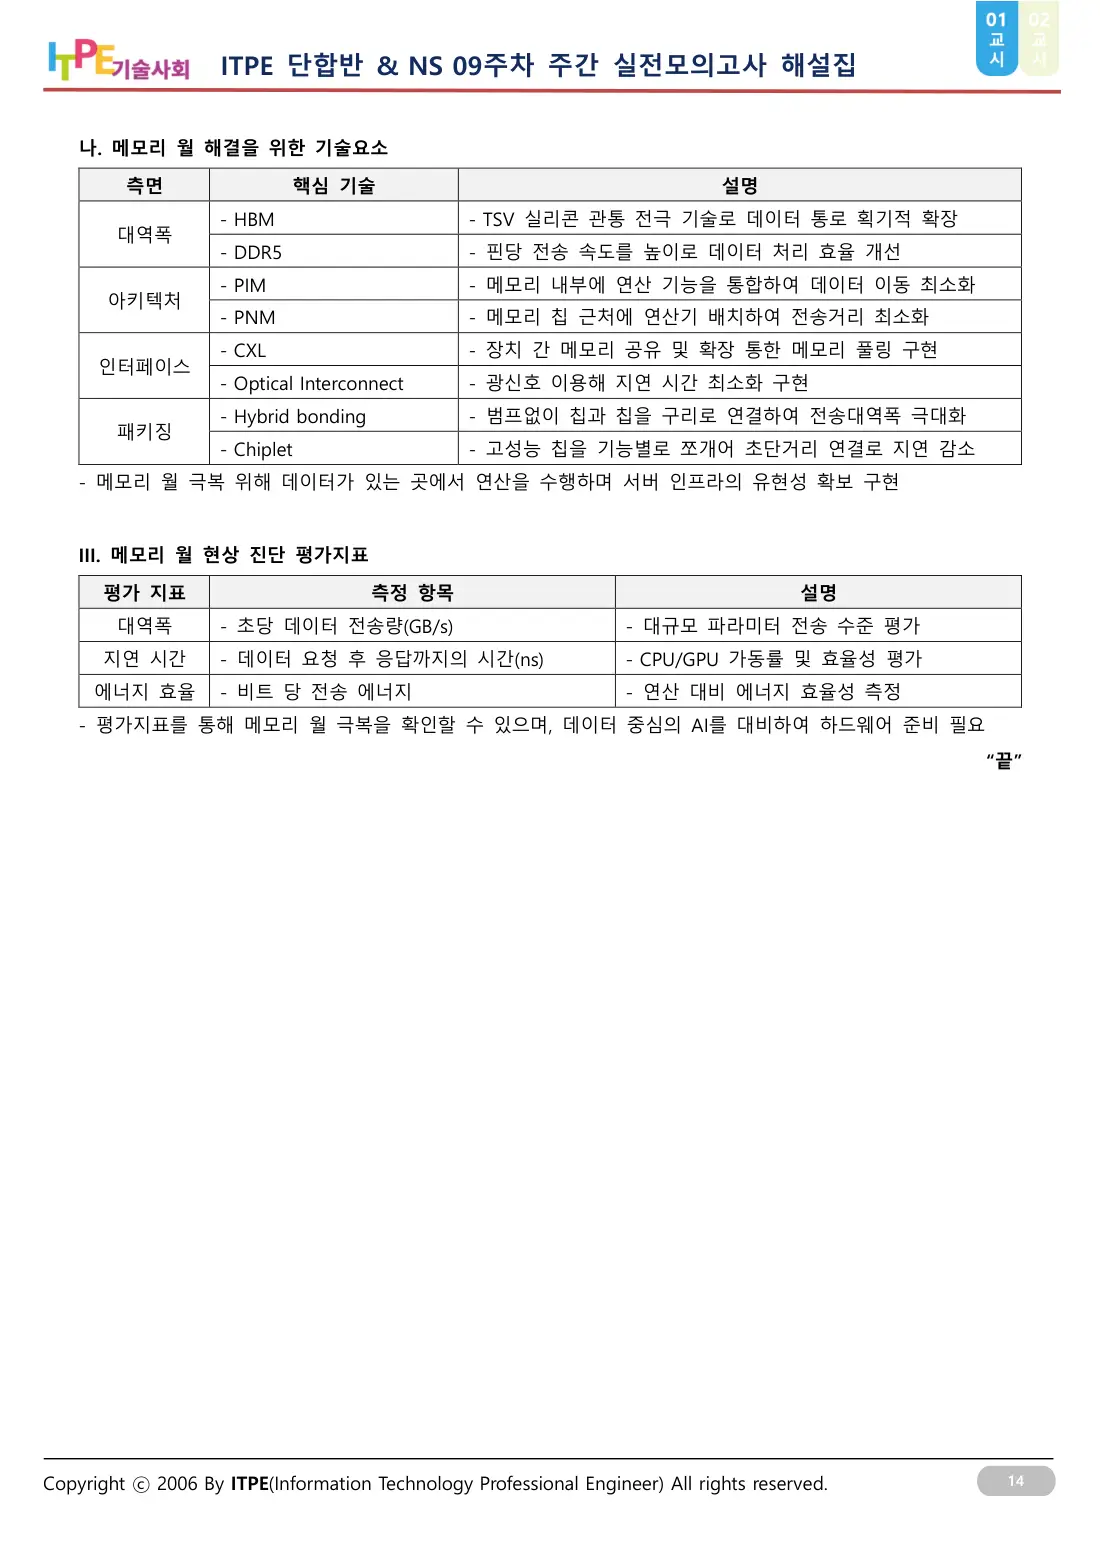 ITPE기술사회 ITPE 단합반 & NS 09주차 주간 실전모의고사 해설집
01 02
교 교
시 시
나. 메모리 월 해결을 위한 기술요소
측면 핵심 기술 설명
대역폭 - HBM - TSV 실리콘 관통 전극 기술로 데이터 통로 획기적 확장
- DDR5 - 핀당 전송 속도를 높이로 데이터 처리 효율 개선
아키텍처 - PIM - 메모리 내부에 연산 기능을 통합하여 데이터 이동 최소화
- PNM - 메모리 칩 근처에 연산기 배치하여 전송거리 최소화
인터페이스 - CXL - 장치 간 메모리 공유 및 확장 통한 메모리 풀링 구현
- Optical Interconnect - 광신호 이용해 지연 시간 최소화 구현
패키징 - Hybrid bonding - 범프없이 칩과 칩을 구리로 연결하여 전송대역폭 극대화
- Chiplet - 고성능 칩을 기능별로 쪼개어 초단거리 연결로 지연 감소
- 메모리 월 극복 위해 데이터가 있는 곳에서 연산을 수행하며 서버 인프라의 유현성 확보 구현
III. 메모리 월 현상 진단 평가지표
평가 지표 측정 항목 설명
대역폭 - 초당 데이터 전송량(GB/s) - 대규모 파라미터 전송 수준 평가
지연 시간 - 데이터 요청 후 응답까지의 시간(ns) - CPU/GPU 가동률 및 효율성 평가
에너지 효율 - 비트 당 전송 에너지 - 연산 대비 에너지 효율성 측정
- 평가지표를 통해 메모리 월 극복을 확인할 수 있으며, 데이터 중심의 AI를 대비하여 하드웨어 준비 필요
“끝”
Copyright ⓒ 2006 By ITPE(Information Technology Professional Engineer) All rights reserved. 14